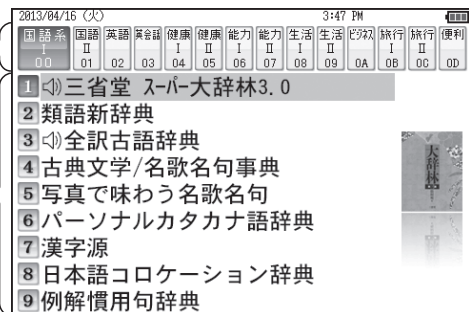 2013/04/16 (火) 3:47 PM
国語系 国語 英語 英会話 健康 健康 能力 能力 生活 生活 ビジネス 旅行 旅行 便利
I II I II I II I II I II
00 01 02 03 04 05 06 07 08 09 0A 0B 0C 0D
1 三省堂 スーパー大辞林3.0
2 類語新辞典
3 全訳古語辞典
4 古典文学/名歌名句事典
5 写真で味わう名歌名句
6 パーソナルカタカナ語辞典
7 漢字源
8 日本語コロケーション辞典
9 例解慣用句辞典
大辞林